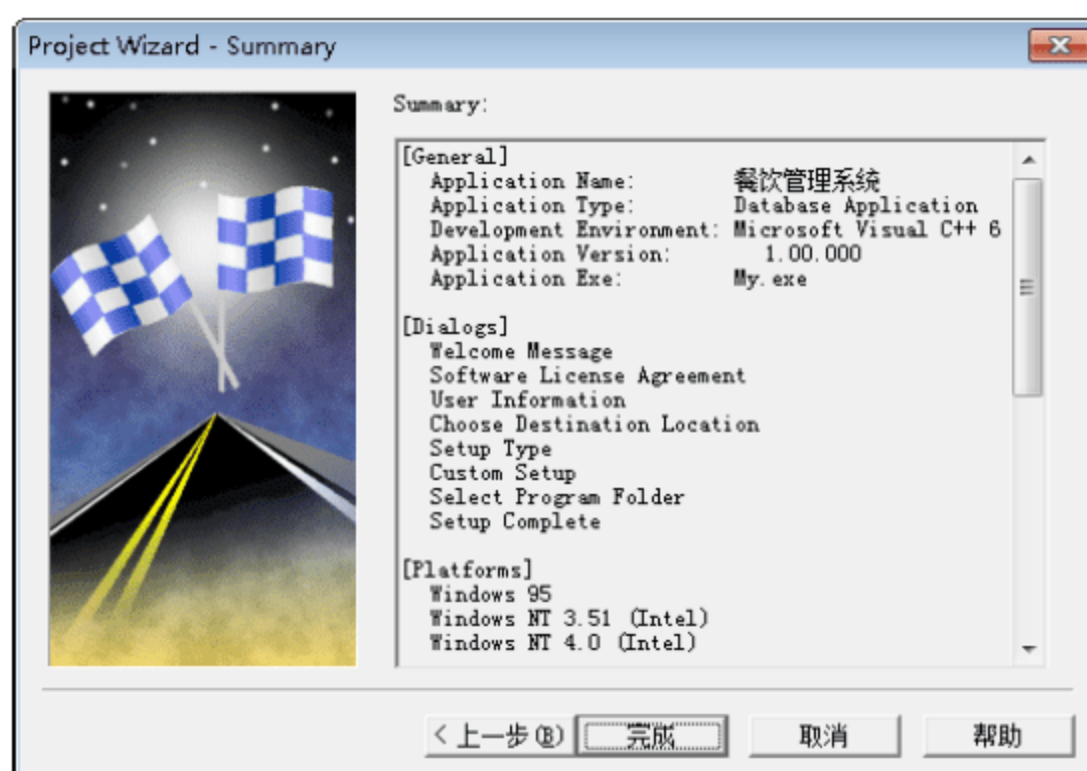 Project Wizard - Summary
Summary:
[General]
Application Name: 餐饮管理系统
Application Type: Database Application
Development Environment: Microsoft Visual C++ 6
Application Version: 1.00.000
Application Exe: My.exe
[Dialogs]
Welcome Message
Software License Agreement
User Information
Choose Destination Location
Setup Type
Custom Setup
Select Program Folder
Setup Complete
[Platforms]
Windows 95
Windows NT 3.51 (Intel)
Windows NT 4.0 (Intel)
< 上一步(B) 完成 取消 帮助